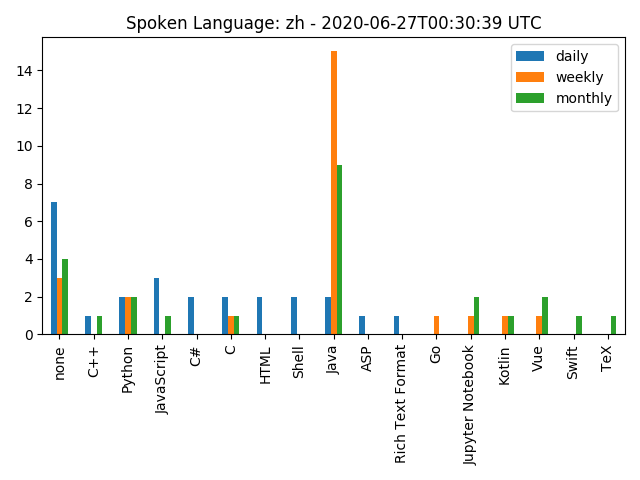 Spoken Language: zh - 2020-06-27T00:30:39 UTC
daily
weekly
monthly
14
12
10
8
6
4
2
0
none
C++
Python
JavaScript
C#
C
HTML
Shell
Java
ASP
Rich Text Format
Go
Jupyter Notebook
Kotlin
Vue
Swift
TeX